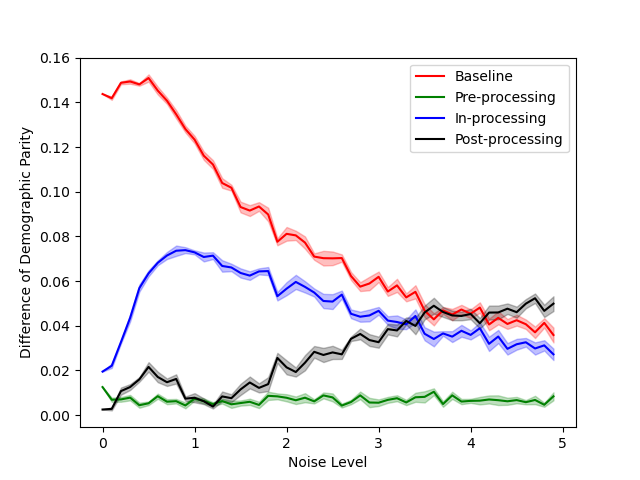 0.16
0.14
0.12
0.10
0.08
0.06
0.04
0.02
0.00
Difference of Demographic Parity
Baseline
Pre-processing
In-processing
Post-processing
0 1 2 3 4 5
Noise Level